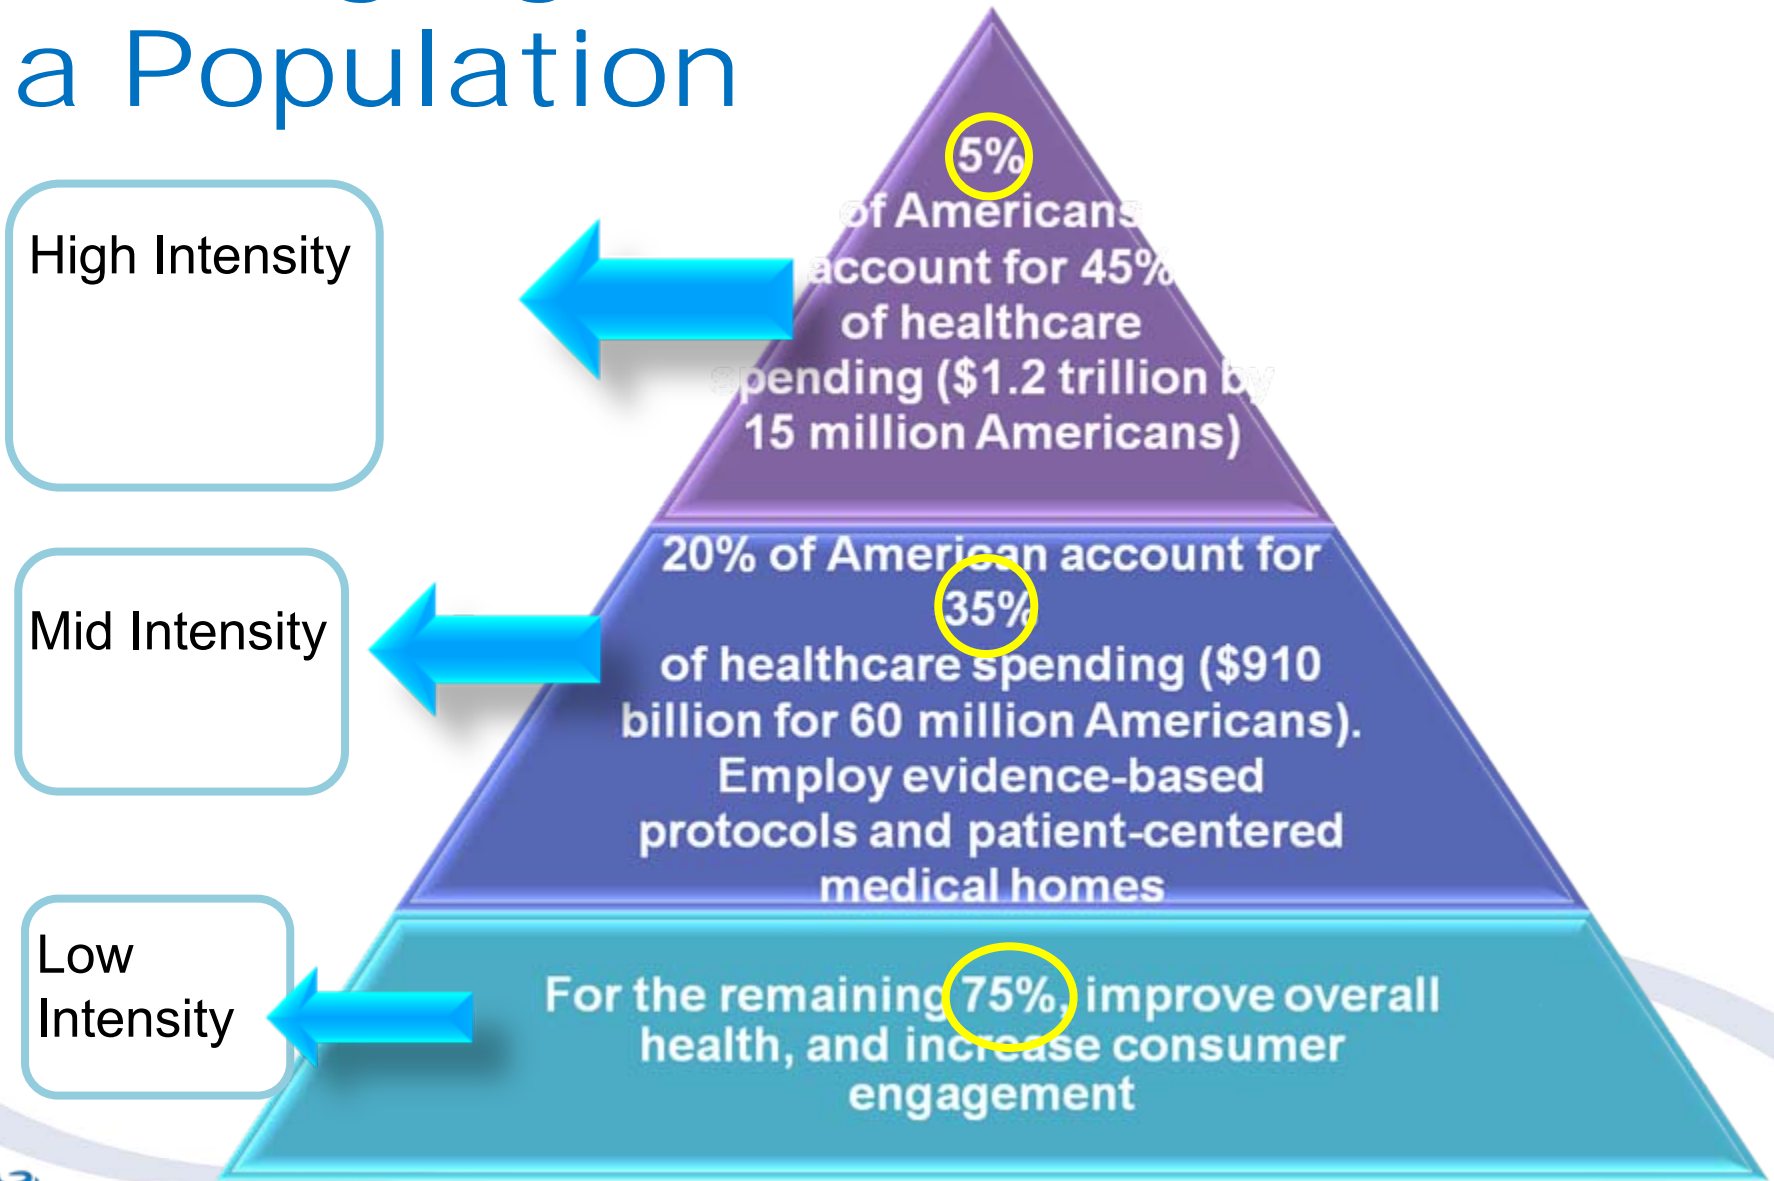 a Population
5%
of Americans
account for 45%
of healthcare
spending ($1.2 trillion by
15 million Americans)
High Intensity
20% of American account for
35%
of healthcare spending ($910
billion for 60 million Americans).
Employ evidence-based
protocols and patient-centered
medical homes
Mid Intensity
For the remaining 75%, improve overall
health, and increase consumer
engagement
Low
Intensity